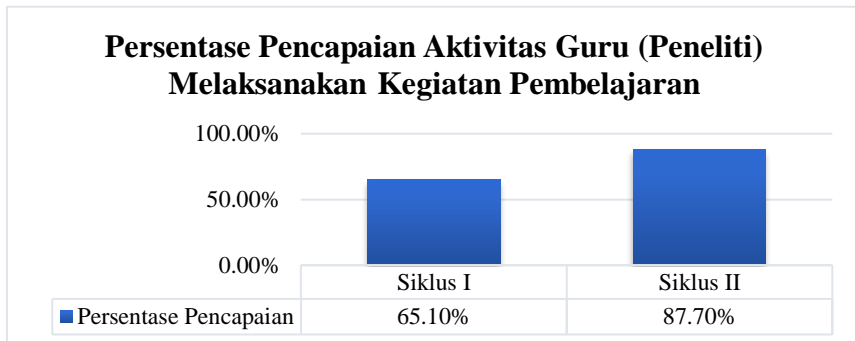 Persentase Pencapaian Aktivitas Guru (Peneliti)
Melaksanakan Kegiatan Pembelajaran
100.00%
50.00%
0.00%
Siklus I Siklus II
Persentase Pencapaian 65.10% 87.70%